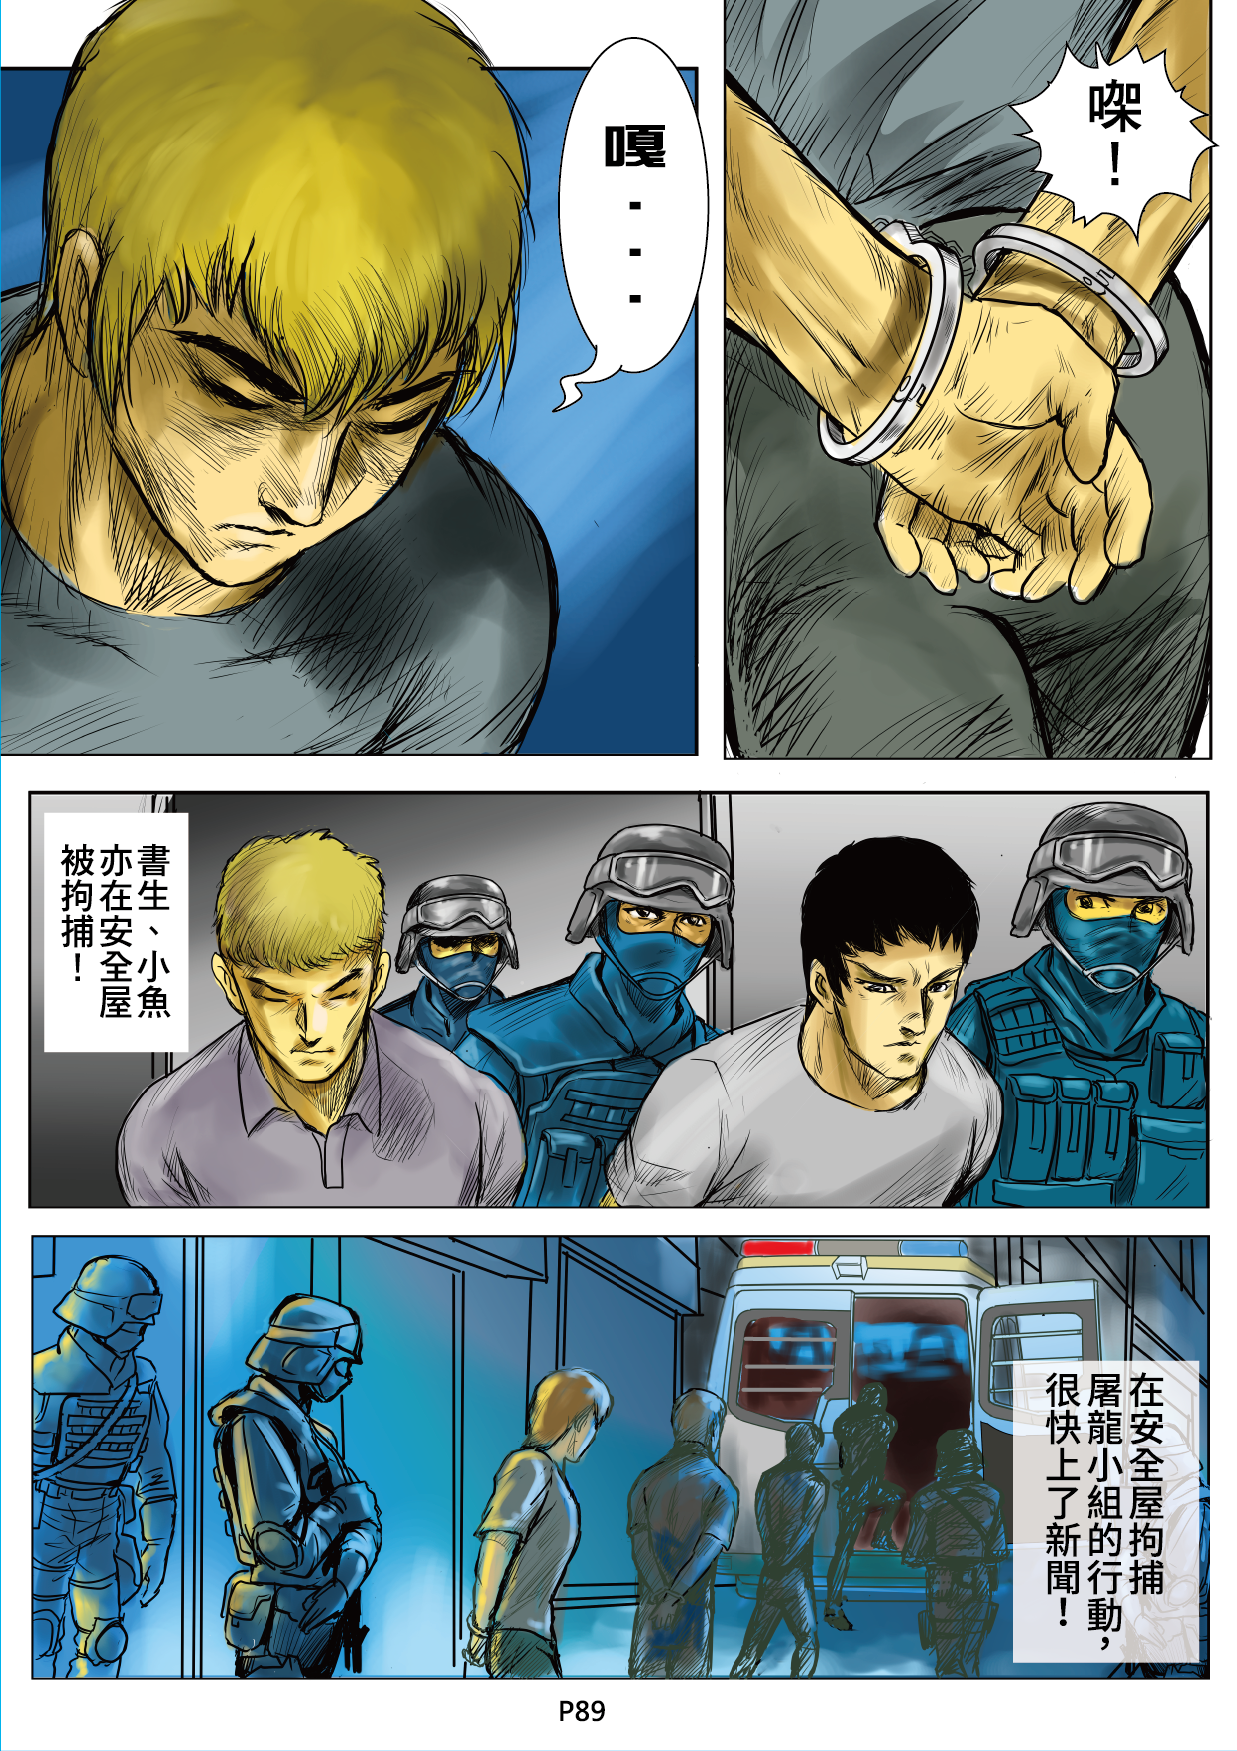 㗎！
嘎...
書生、小魚
亦在安全屋
被拘捕！
在安全屋拘捕
屠龍小組的行動，
很快上了新聞！
P89